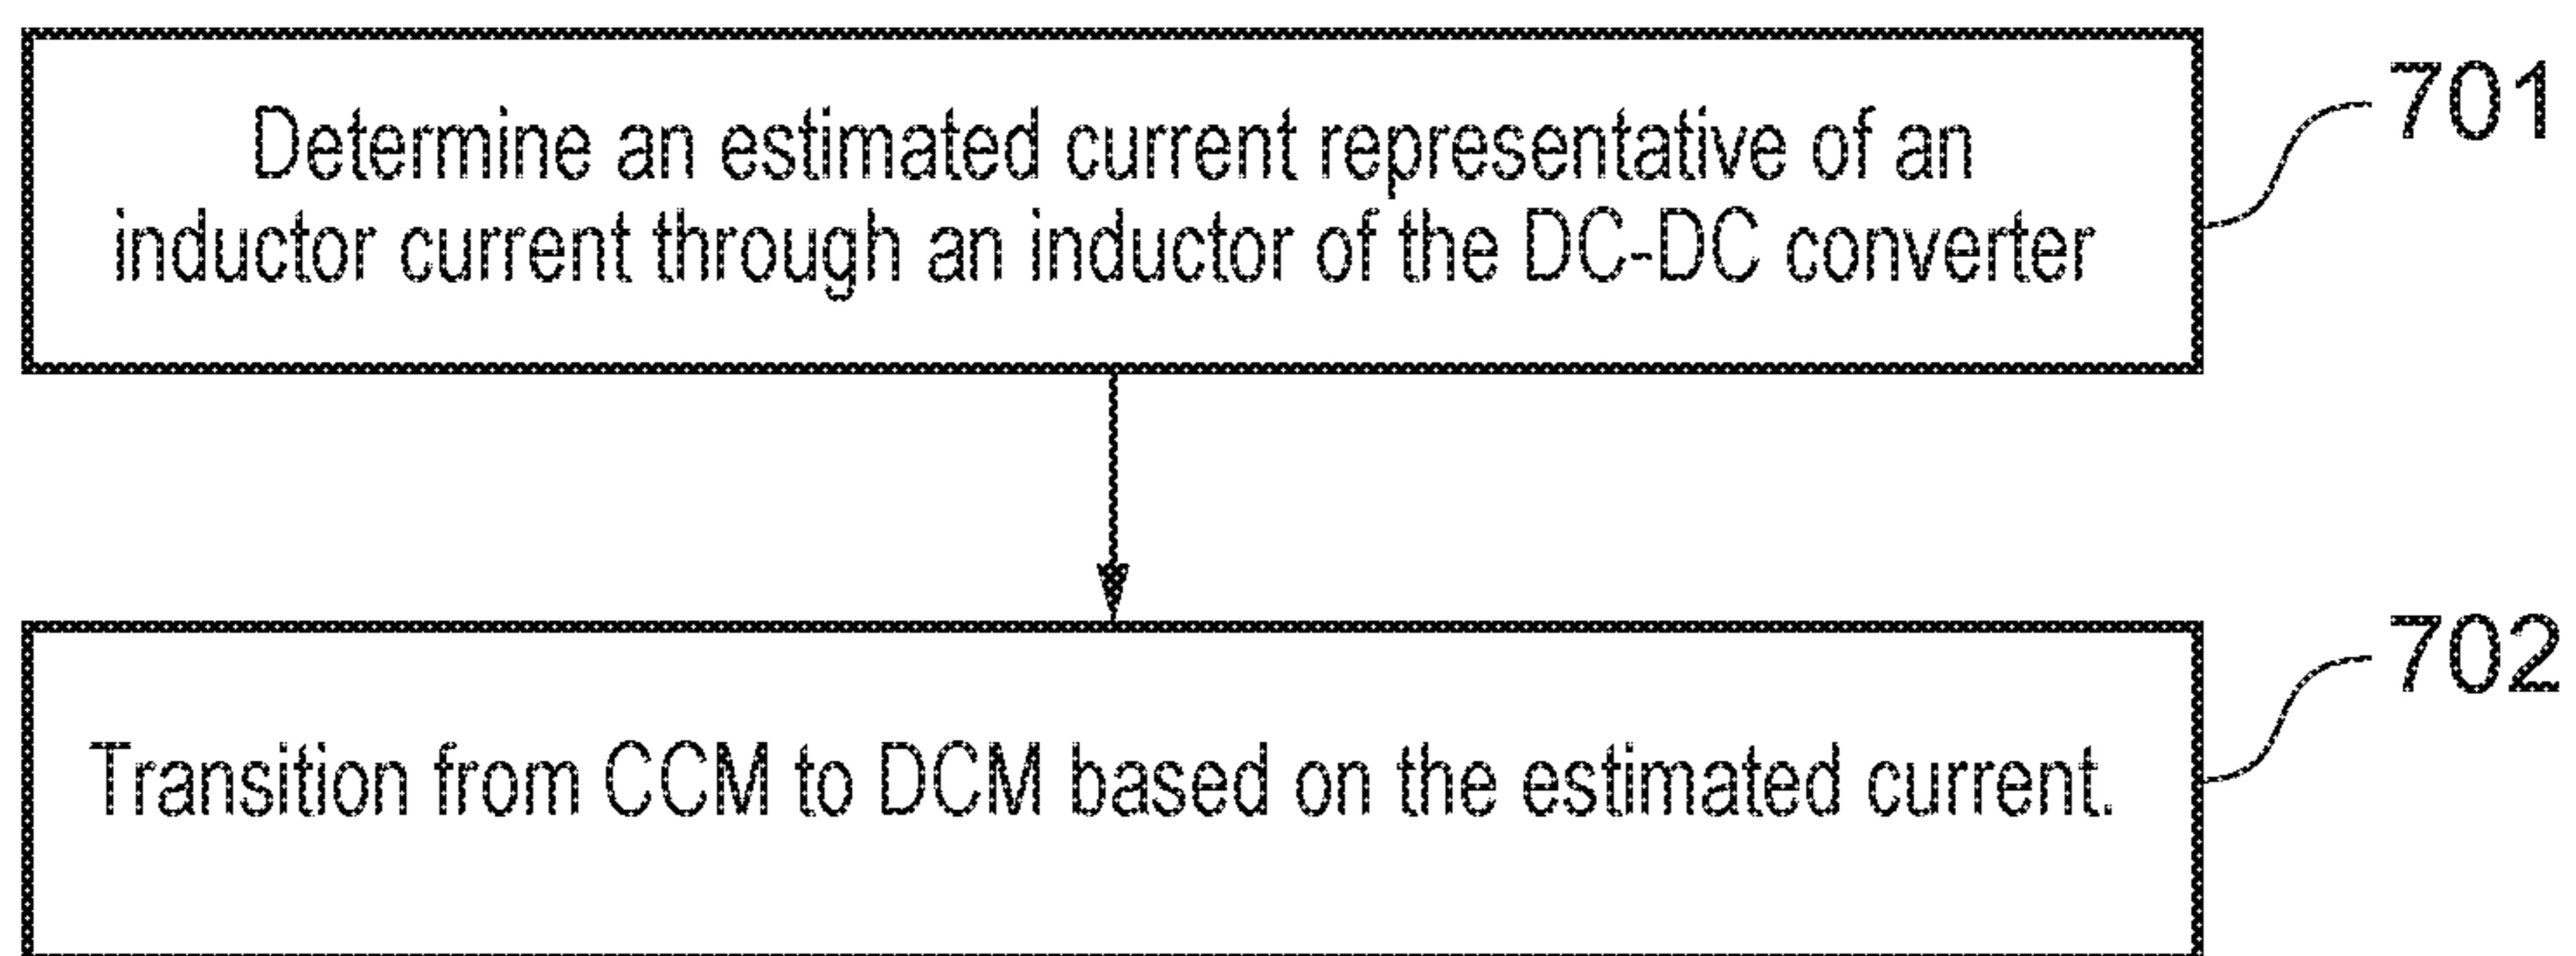 Determine an estimated current representative of an
inductor current through an inductor of the DC-DC converter
701
Transition from CCM to DCM based on the estimated current.
702